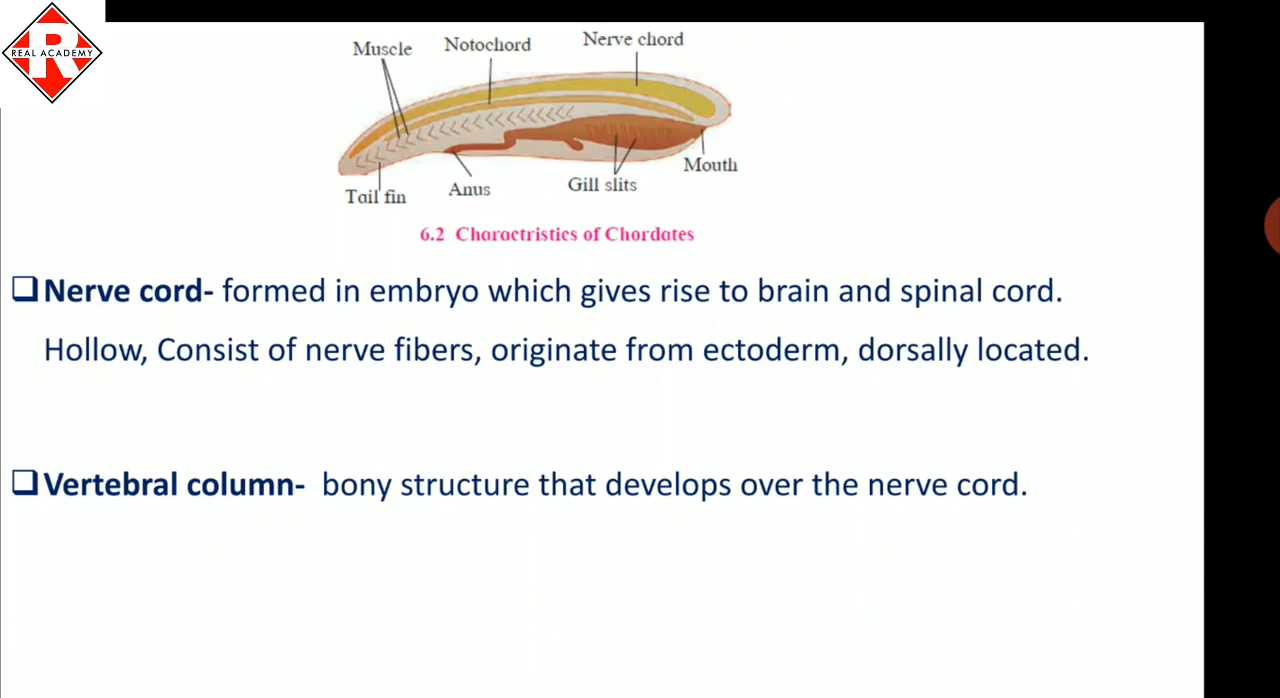 REAL ACADEMY
Muscle Notochord Nerve chord
Mouth
Tail fin Anus Gill slits
6.2 Charactristics of Chordates
Nerve cord- formed in embryo which gives rise to brain and spinal cord.
Hollow, Consist of nerve fibers, originate from ectoderm, dorsally located.
Vertebral column- bony structure that develops over the nerve cord.